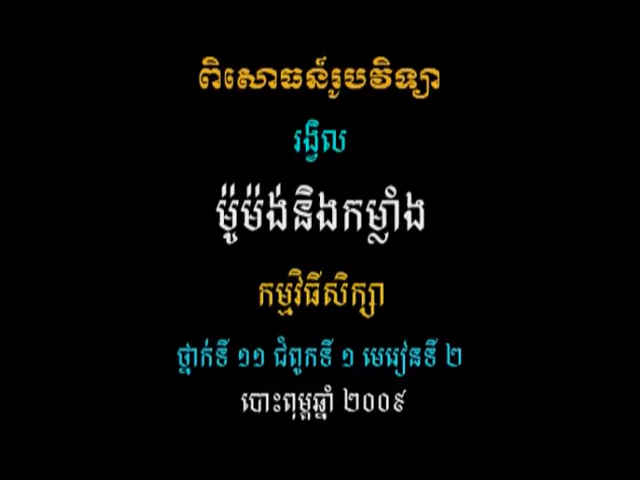 ពិសោធន៍រូបវិទ្យា
រង្វិល
ម៉ូម៉ង់និងកម្លាំង
កម្មវិធីសិក្សា
ថ្នាក់ទី ១១ ជំពូកទី ១ មេរៀនទី ២
បោះពុម្ពឆ្នាំ ២០០៩